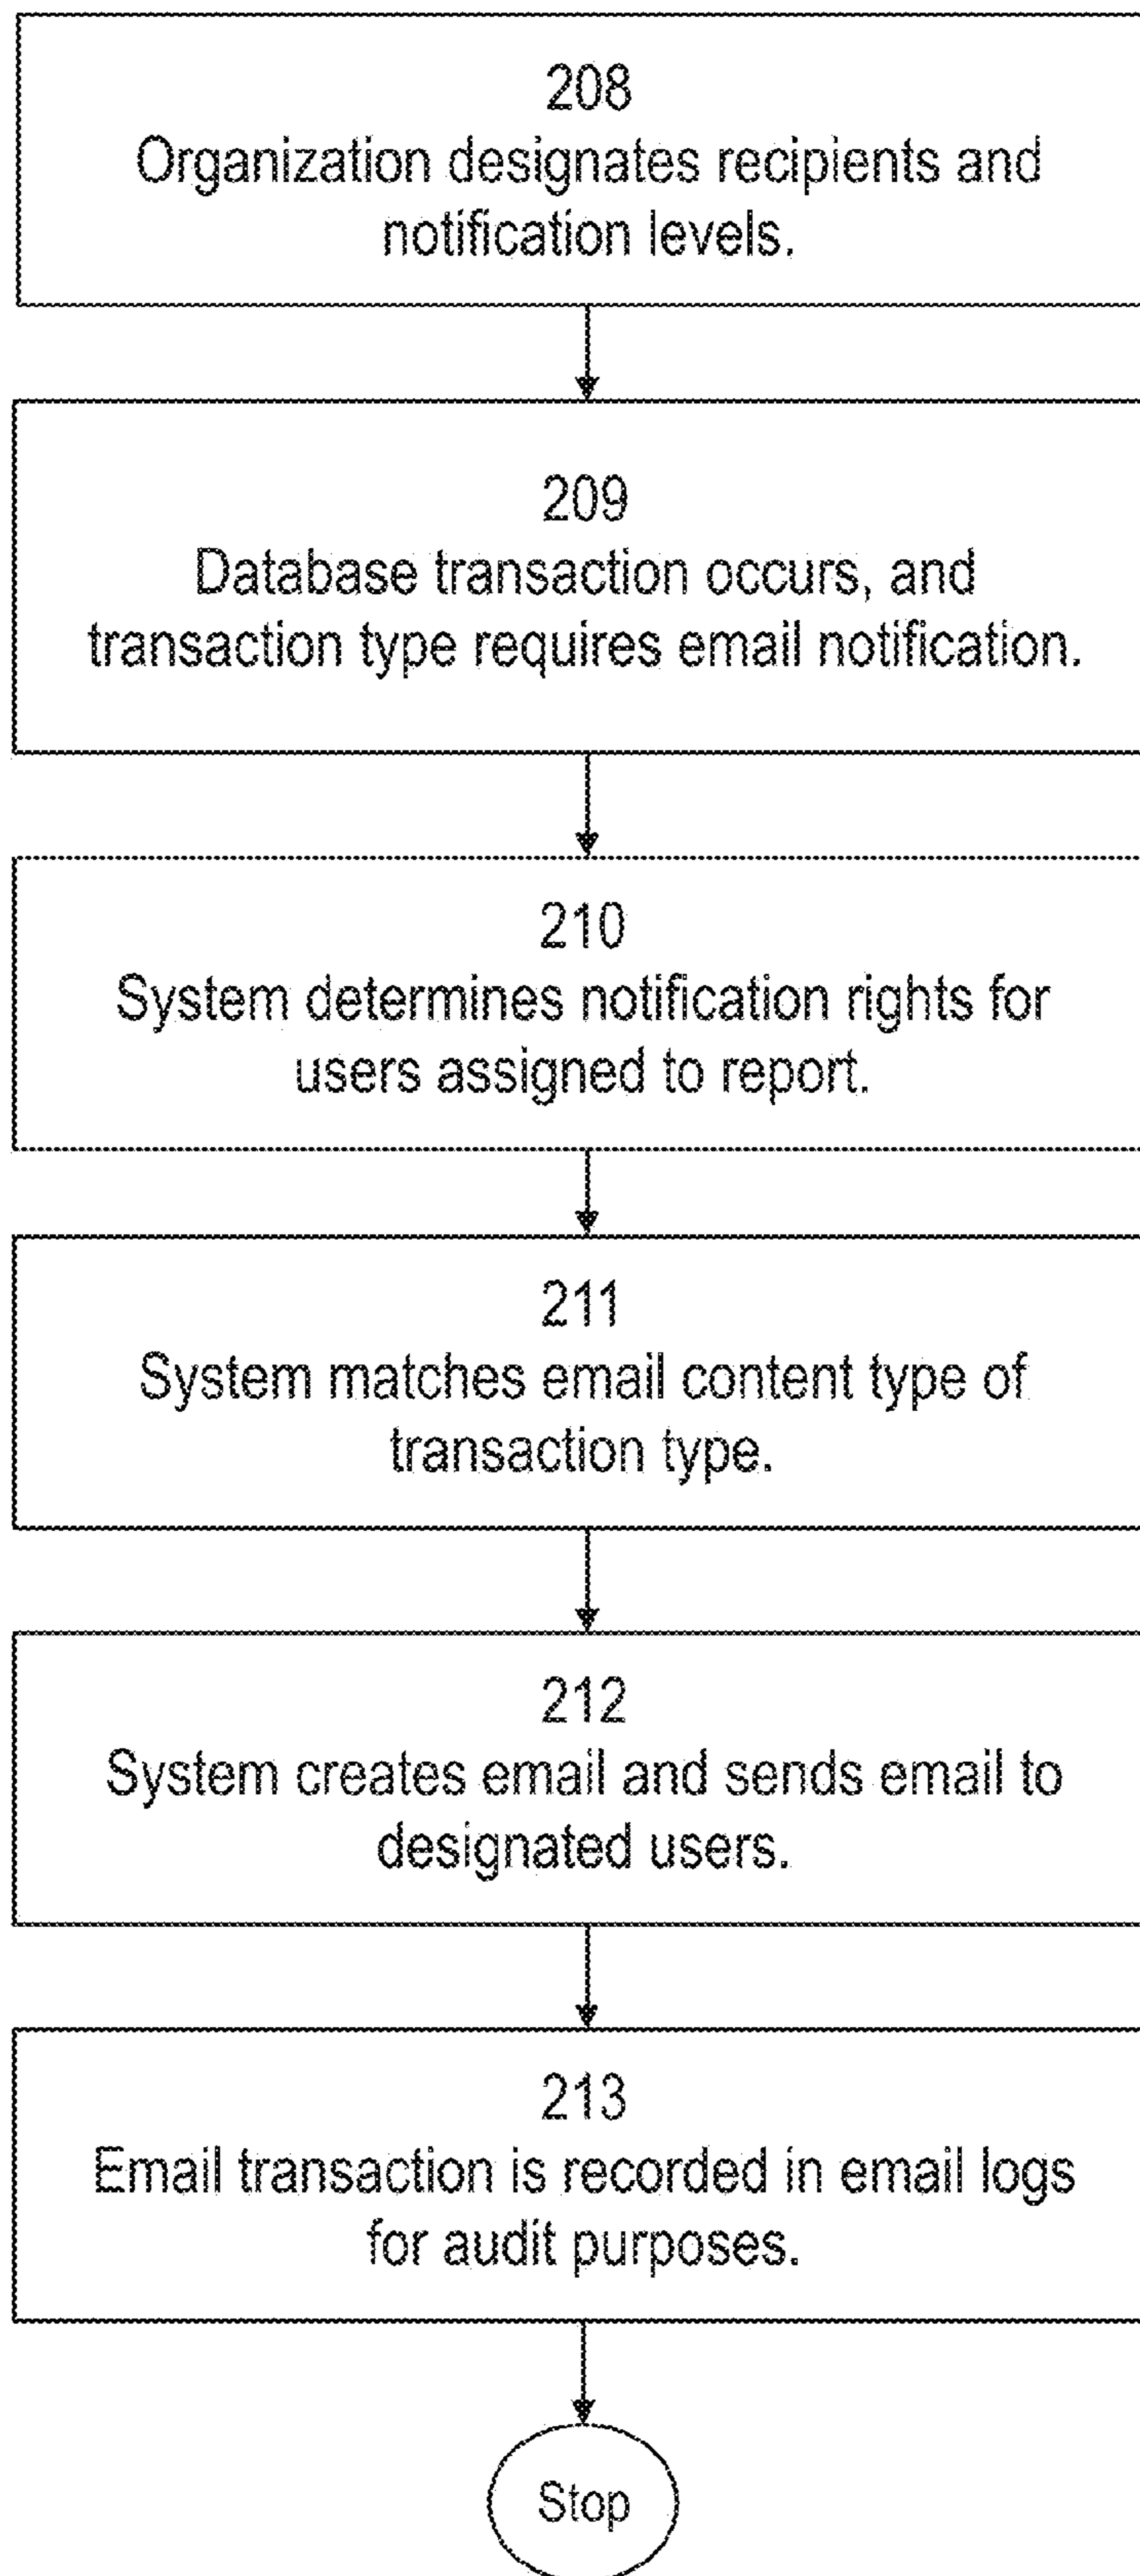 208
Organization designates recipients and
notification levels.
209
Database transaction occurs, and
transaction type requires email notification.
210
System determines notification rights for
users assigned to report.
211
System matches email content type of
transaction type.
212
System creates email and sends email to
designated users.
213
Email transaction is recorded in email logs
for audit purposes.
Stop